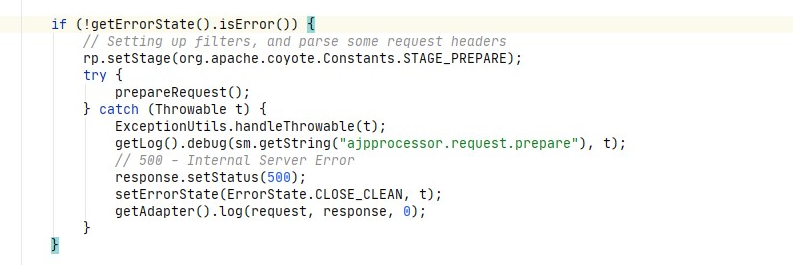 if (!getErrorState().isError()) {
// Setting up filters, and parse some request headers
rp.setStage(org.apache.coyote.Constants.STAGE_PREPARE);
try {
prepareRequest();
} catch (Throwable t) {
ExceptionUtils.handleThrowable(t);
getLog().debug(sm.getString("ajpprocessor.request.prepare"), t);
// 500 - Internal Server Error
response.setStatus(500);
setErrorState(ErrorState.CLOSE_CLEAN, t);
getAdapter().log(request, response, 0);
}
}